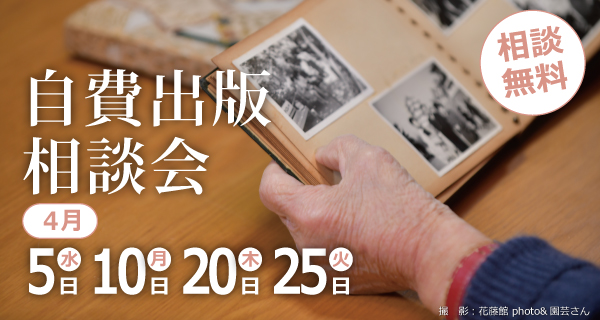 自費出版
相談会
相談
無料
4月
5水日 10月日 20木日 25火日
撮 影：花藤館 photo& 園芸さん